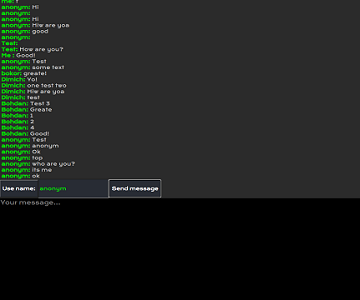 me: r
anonym: Hi
anonym:
anonym: Hi
anonym: Hiw are yoa
anonym: good
anonym:
Test:
Test: How are you?
Me : Good!
anonym: Test
anonym: some text
bokor: greate!
Dimich: Yo!
Dimich: one test two
Dimich: Hiw are yoa
Dimich: test
Bohdan: Test 3
Bohdan: Greate
Bohdan: 1
Bohdan: 2
Bohdan: 4
Bohdan: Good!
anonym: Test
anonym: anonym
anonym: Ok
anonym: top
anonym: who are you?
anonym: its me
anonym: ok
Use name: anonym Send message
Your message...